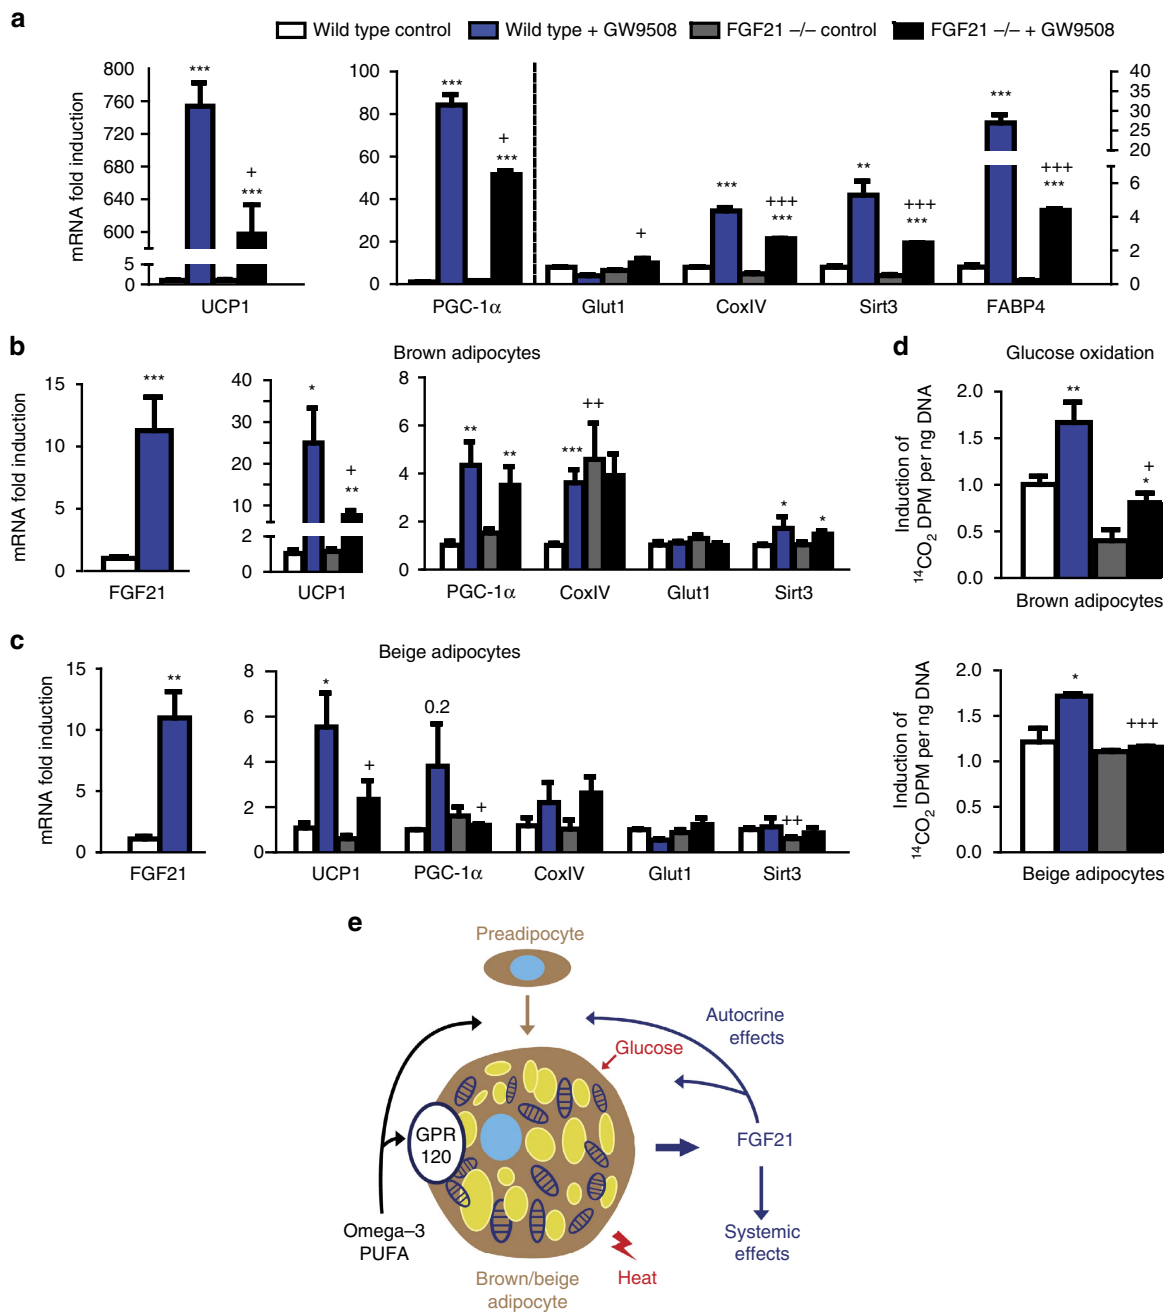 a
Wild type control
Wild type + GW9508
FGF21 –/– control
FGF21 –/– + GW9508
mRNA fold induction
800
760
720
680
640
600
5
0
***
+
***
UCP1
100
80
60
40
20
0
***
+
***
+
***
+++
***
**
+++
***
***
+++
***
40
35
30
25
20
6
4
2
0
PGC-1α
Glut1
CoxIV
Sirt3
FABP4
b
Brown adipocytes
mRNA fold induction
15
10
5
0
***
FGF21
40
35
30
25
20
10
2
0
*
+
**
UCP1
8
6
4
2
0
**
**
***
++
*
*
PGC-1α
CoxIV
Glut1
Sirt3
d
Glucose oxidation
Induction of
14CO2 DPM per ng DNA
2.0
1.5
1.0
0.5
0.0
**
+
*
Brown adipocytes
c
Beige adipocytes
mRNA fold induction
15
10
5
0
**
FGF21
8
6
4
2
0
*
+
0.2
+
++
UCP1
PGC-1α
CoxIV
Glut1
Sirt3
Induction of
14CO2 DPM per ng DNA
2.0
1.5
1.0
0.5
0.0
*
+++
Beige adipocytes
e
Preadipocyte
Autocrine
effects
Glucose
GPR
120
FGF21
Omega–3
PUFA
Systemic
effects
Heat
Brown/beige
adipocyte